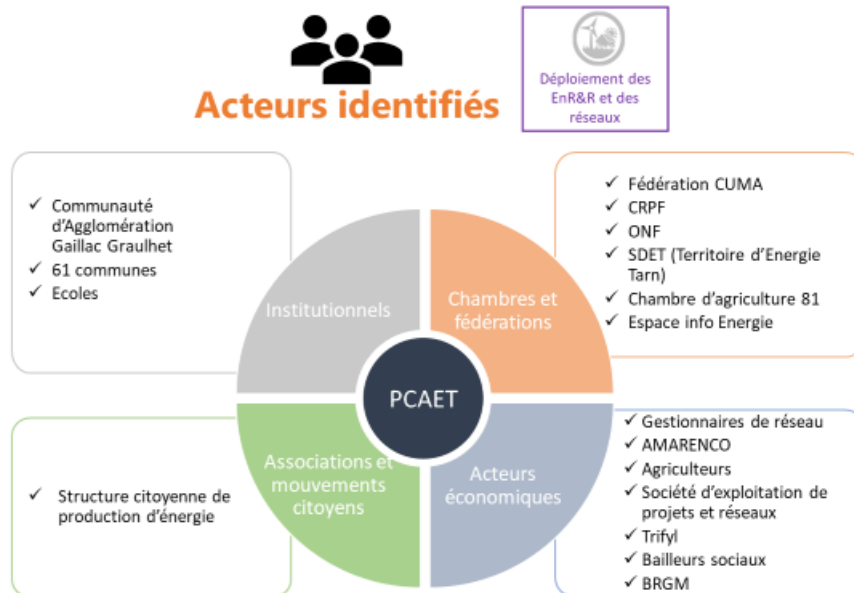 Acteurs identifiés
Déploiement des
EnR&R et des
réseaux
✓ Communauté
d'Agglomération
Gaillac Graulhet
✓ 61 communes
✓ Ecoles
✓ Fédération CUMA
✓ CRPF
✓ ONF
✓ SDET (Territoire d'Energie
Tarn)
✓ Chambre d'agriculture 81
✓ Espace info Energie
Institutionnels
Chambres et
fédérations
PCAET
Associations et
mouvements
citoyens
Acteurs
économiques
✓ Structure citoyenne de
production d'énergie
✓ Gestionnaires de réseau
✓ AMARENCO
✓ Agriculteurs
✓ Société d'exploitation de
projets et réseaux
✓ Trifyl
✓ Bailleurs sociaux
✓ BRGM